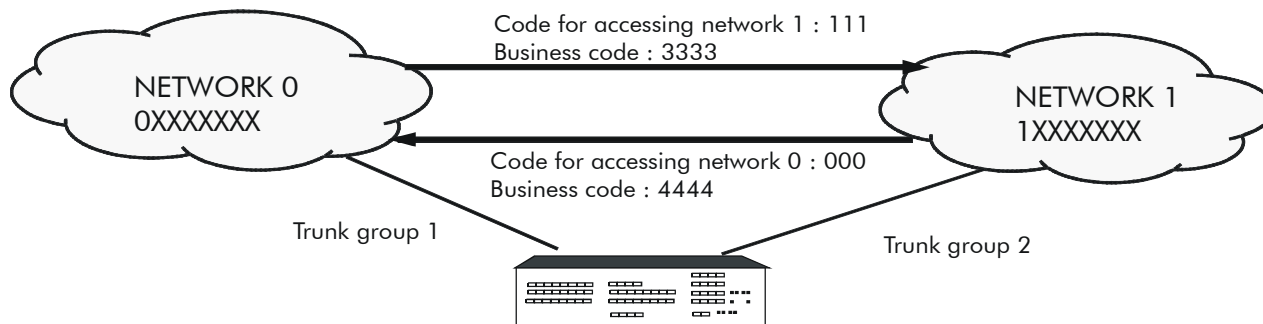 Code for accessing network 1 : 111
Business code : 3333
NETWORK 0
0XXXXXXX
NETWORK 1
1XXXXXXX
Code for accessing network 0 : 000
Business code : 4444
Trunk group 1
Trunk group 2